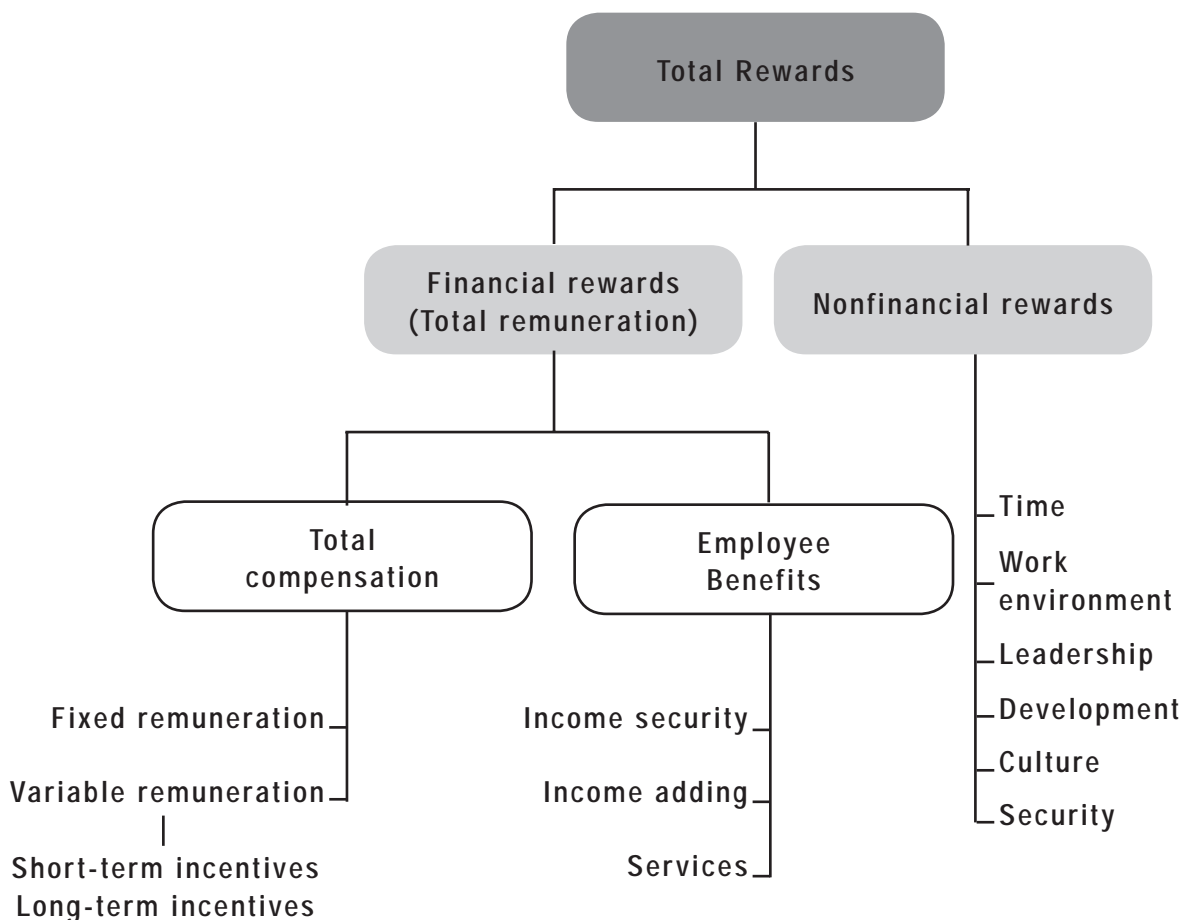 Total Rewards
Financial rewards
(Total remuneration)
Nonfinancial rewards
Total
compensation
Employee
Benefits
Fixed remuneration
Variable remuneration
Short-term incentives
Long-term incentives
Income security
Income adding
Services
Time
Work
environment
Leadership
Development
Culture
Security